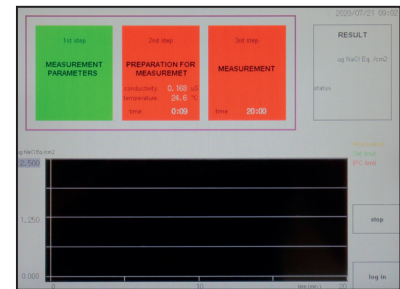 2020/07/21 09:02
1st step
MEASUREMENT
PARAMETERS
2nd step
PREPARATION FOR
MEASUREMET
conductivity 0.168 uS
temperature 24.6 °C
time 0:09
3rd step
MEASUREMENT
time 20:00
RESULT
ug NaCl Eq. /cm2
status
ug NaCl Eq/cm2
2.500
1.250
0.000
0
10
20
stop
log in